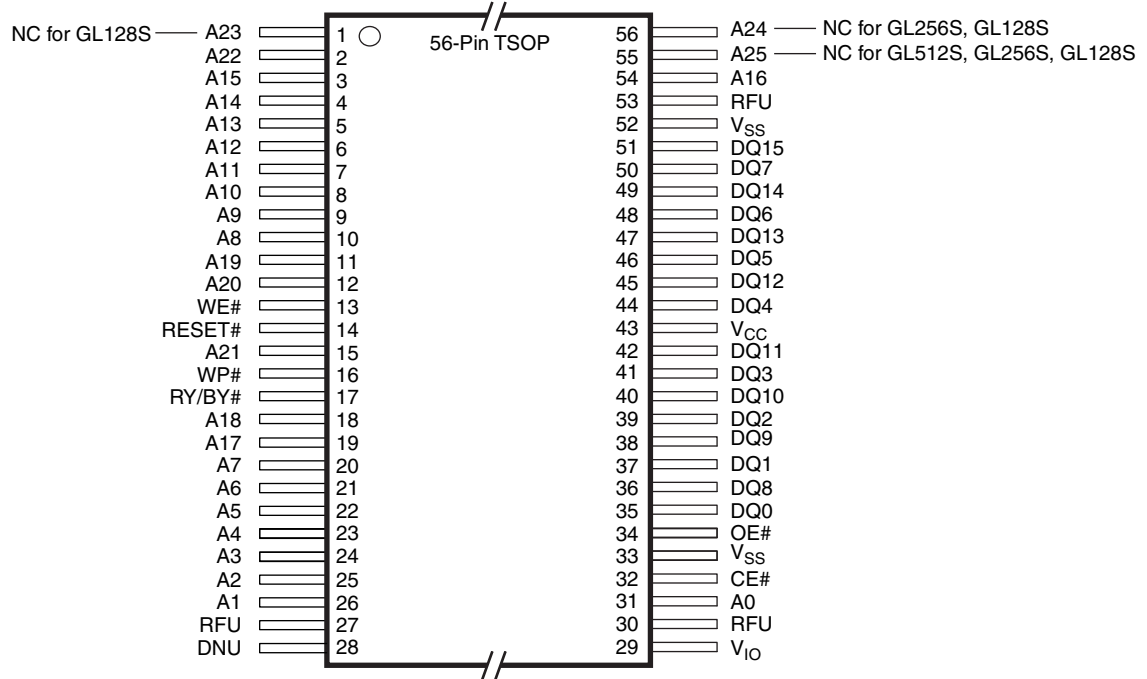 56-Pin TSOP
NC for GL128S A23 1
A22 2
A15 3
A14 4
A13 5
A12 6
A11 7
A10 8
A9 9
A8 10
A19 11
A20 12
WE# 13
RESET# 14
A21 15
WP# 16
RY/BY# 17
A18 18
A17 19
A7 20
A6 21
A5 22
A4 23
A3 24
A2 25
A1 26
RFU 27
DNU 28
56 A24 NC for GL256S, GL128S
55 A25 NC for GL512S, GL256S, GL128S
54 A16
53 RFU
52 VSS
51 DQ15
50 DQ7
49 DQ14
48 DQ6
47 DQ13
46 DQ5
45 DQ12
44 DQ4
43 VCC
42 DQ11
41 DQ3
40 DQ10
39 DQ2
38 DQ9
37 DQ1
36 DQ8
35 DQ0
34 OE#
33 VSS
32 CE#
31 A0
30 RFU
29 VIO